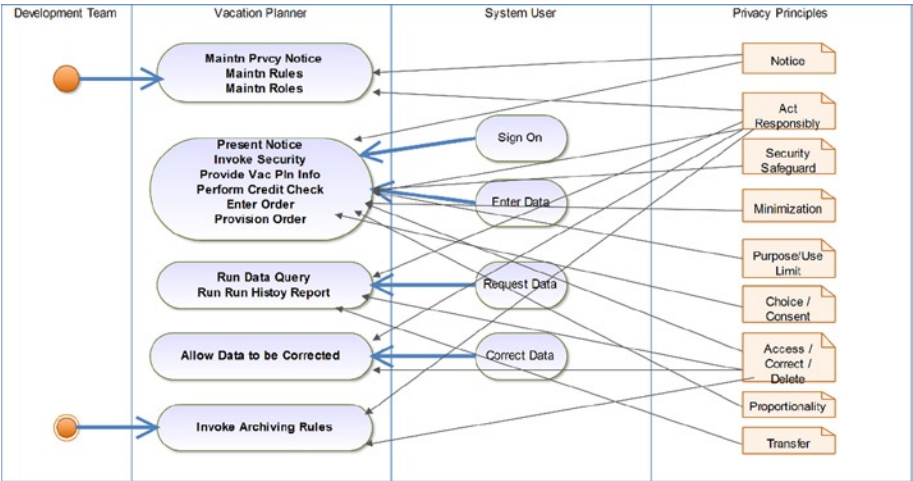 Development Team
Vacation Planner
System User
Privacy Principles
Maintn Prvcy Notice
Maintn Rules
Maintn Roles
Present Notice
Invoke Security
Provide Vac Pln Info
Perform Credit Check
Enter Order
Provision Order
Run Data Query
Run Run Histoy Report
Allow Data to be Corrected
Invoke Archiving Rules
Sign On
Enter Data
Request Data
Correct Data
Notice
Act
Responsibly
Security
Safeguard
Minimization
Purpose/Use
Limit
Choice /
Consent
Access /
Correct /
Delete
Proportionality
Transfer